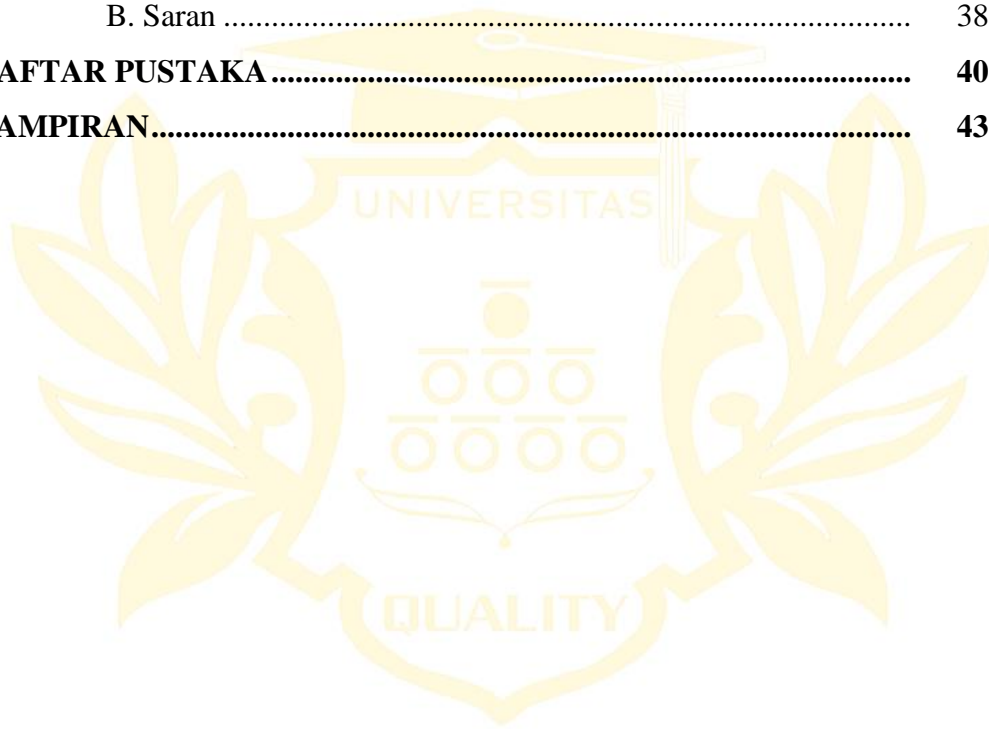 B. Saran ........................................................................................ 38
AFTAR PUSTAKA .................................................................................. 40
AMPIRAN................................................................................................. 43
UNIVERSITAS
QUALITY